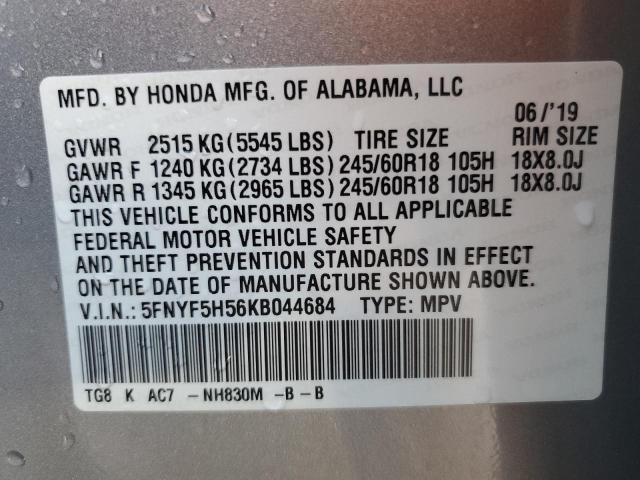 MFD. BY HONDA MFG. OF ALABAMA, LLC
06/'19
GVWR 2515 KG(5545 LBS) TIRE SIZE RIM SIZE
GAWR F 1240 KG(2734 LBS) 245/60R18 105H 18X8.0J
GAWR R 1345 KG(2965 LBS) 245/60R18 105H 18X8.0J
THIS VEHICLE CONFORMS TO ALL APPLICABLE
FEDERAL MOTOR VEHICLE SAFETY
AND THEFT PREVENTION STANDARDS IN EFFECT
ON THE DATE OF MANUFACTURE SHOWN ABOVE.
V.I.N.: 5FNYF5H56KB044684 TYPE: MPV
TG8 K AC7 -NH830M -B-B